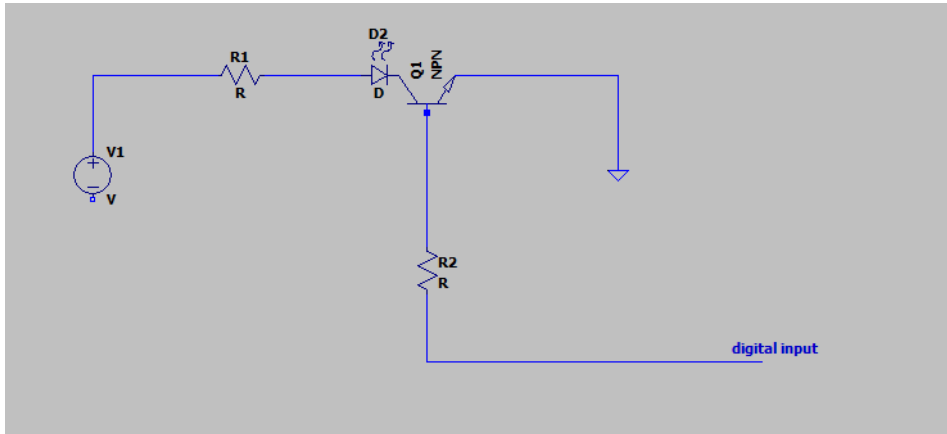 D2
R1
Q1
NPN
R
D
V1
V
R2
R
digital input